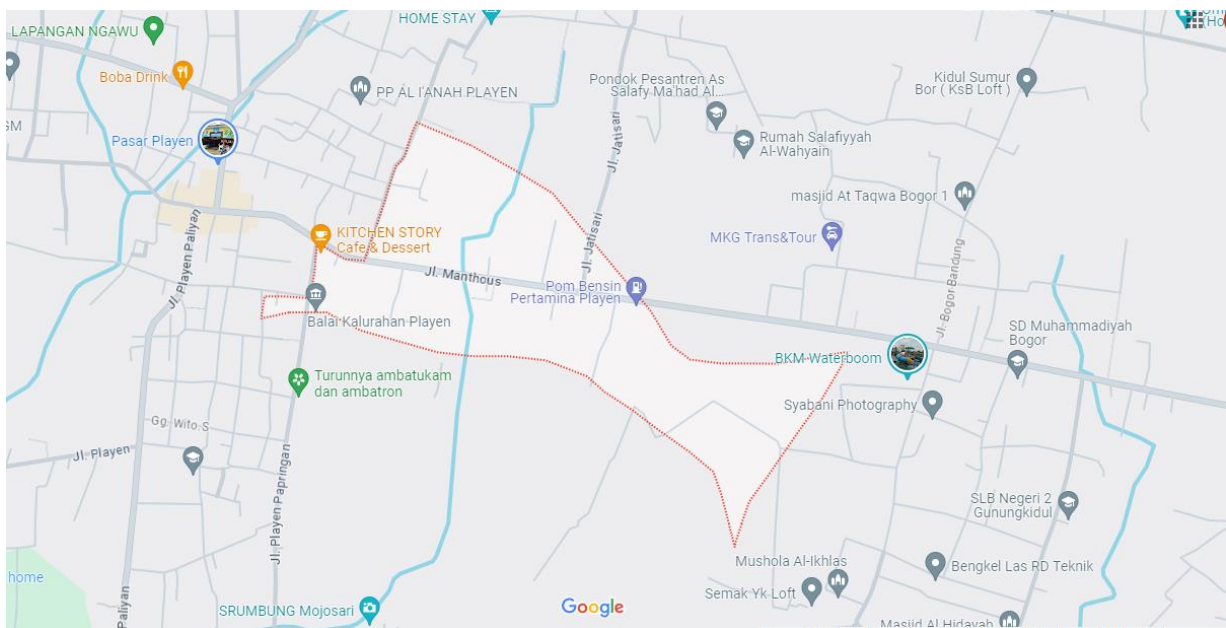 HOME STAY
LAPANGAN NGAWU
Boba Drink
PP AL I'ANAH PLAYEN
Pondok Pesantren As
Salafy Ma'had Al...
Kidul Sumur
Bor ( KsB Loft )
SM
Pasar Playen
Rumah Salafiyyah
Al-Wahyain
Jl. Jatisari
masjid At Taqwa Bogor 1
KITCHEN STORY
Cafe & Dessert
MKG Trans&Tour
Jl. Jatisari
Jl. Manthous
Jl. Playen Paliyan
Pom Bensin
Pertamina Playen
Jl. Bogor Bandung
Balai Kalurahan Playen
SD Muhammadiyah
Bogor
BKM Waterboom
Turunnya ambatukam
dan ambatron
Syabani Photography
Gg. Wito S
Jl. Playen
Jl. Playen Papringan
SLB Negeri 2
Gunungkidul
home
Mushola Al-Ikhlas
Bengkel Las RD Teknik
Semak Yk Loft
Paliyan
SRUMBUNG Mojosari
Google
Masjid Al Hidayah